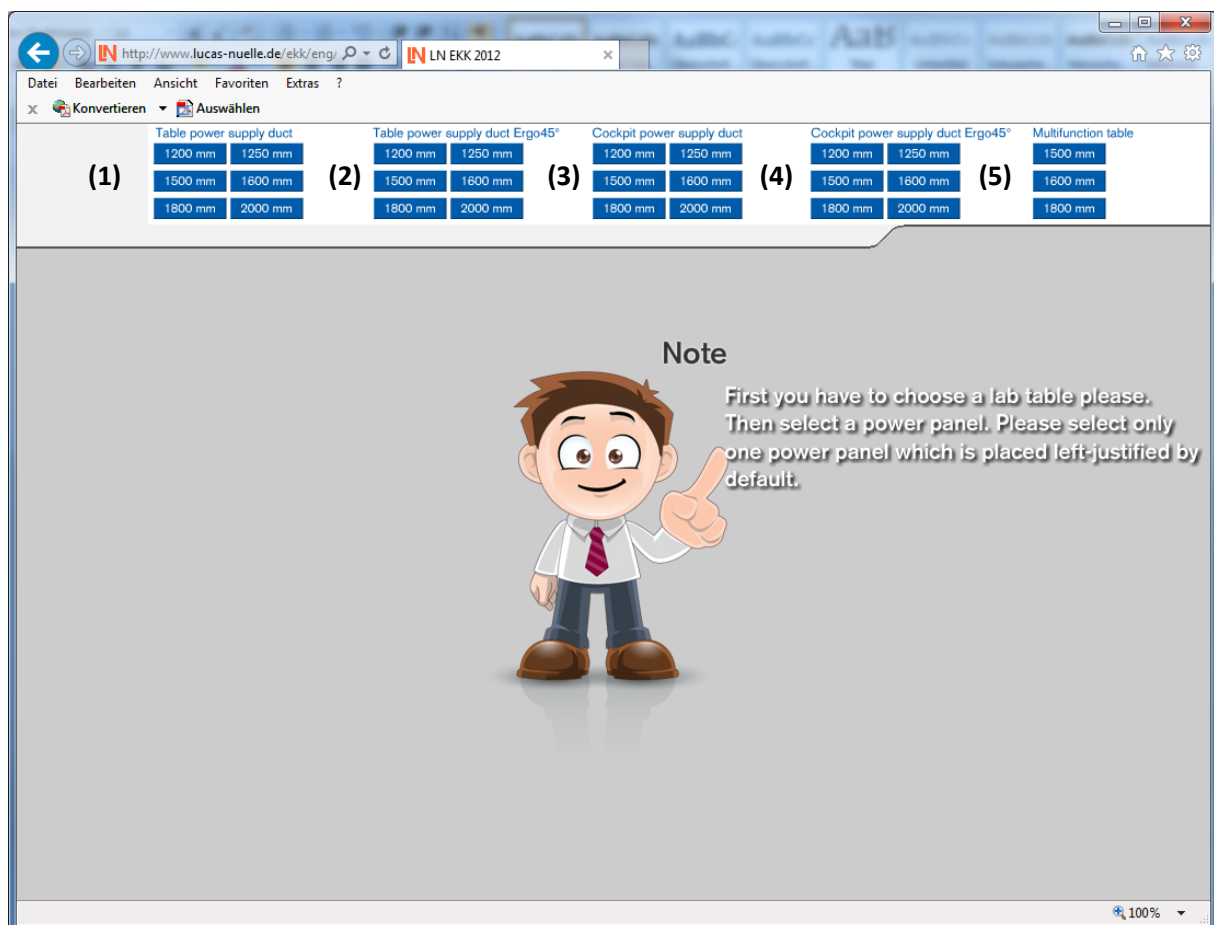 http://www.lucas-nuelle.de/ekk/eng/
LN EKK 2012
Datei Bearbeiten Ansicht Favoriten Extras ?
x Konvertieren Auswählen
(1)
Table power supply duct
1200 mm 1250 mm
1500 mm 1600 mm
1800 mm 2000 mm
(2)
Table power supply duct Ergo45°
1200 mm 1250 mm
1500 mm 1600 mm
1800 mm 2000 mm
(3)
Cockpit power supply duct
1200 mm 1250 mm
1500 mm 1600 mm
1800 mm 2000 mm
(4)
Cockpit power supply duct Ergo45°
1200 mm 1250 mm
1500 mm 1600 mm
1800 mm 2000 mm
(5)
Multifunction table
1500 mm
1600 mm
1800 mm
Note
First you have to choose a lab table please.
Then select a power panel. Please select only
one power panel which is placed left-justified by
default.
100%